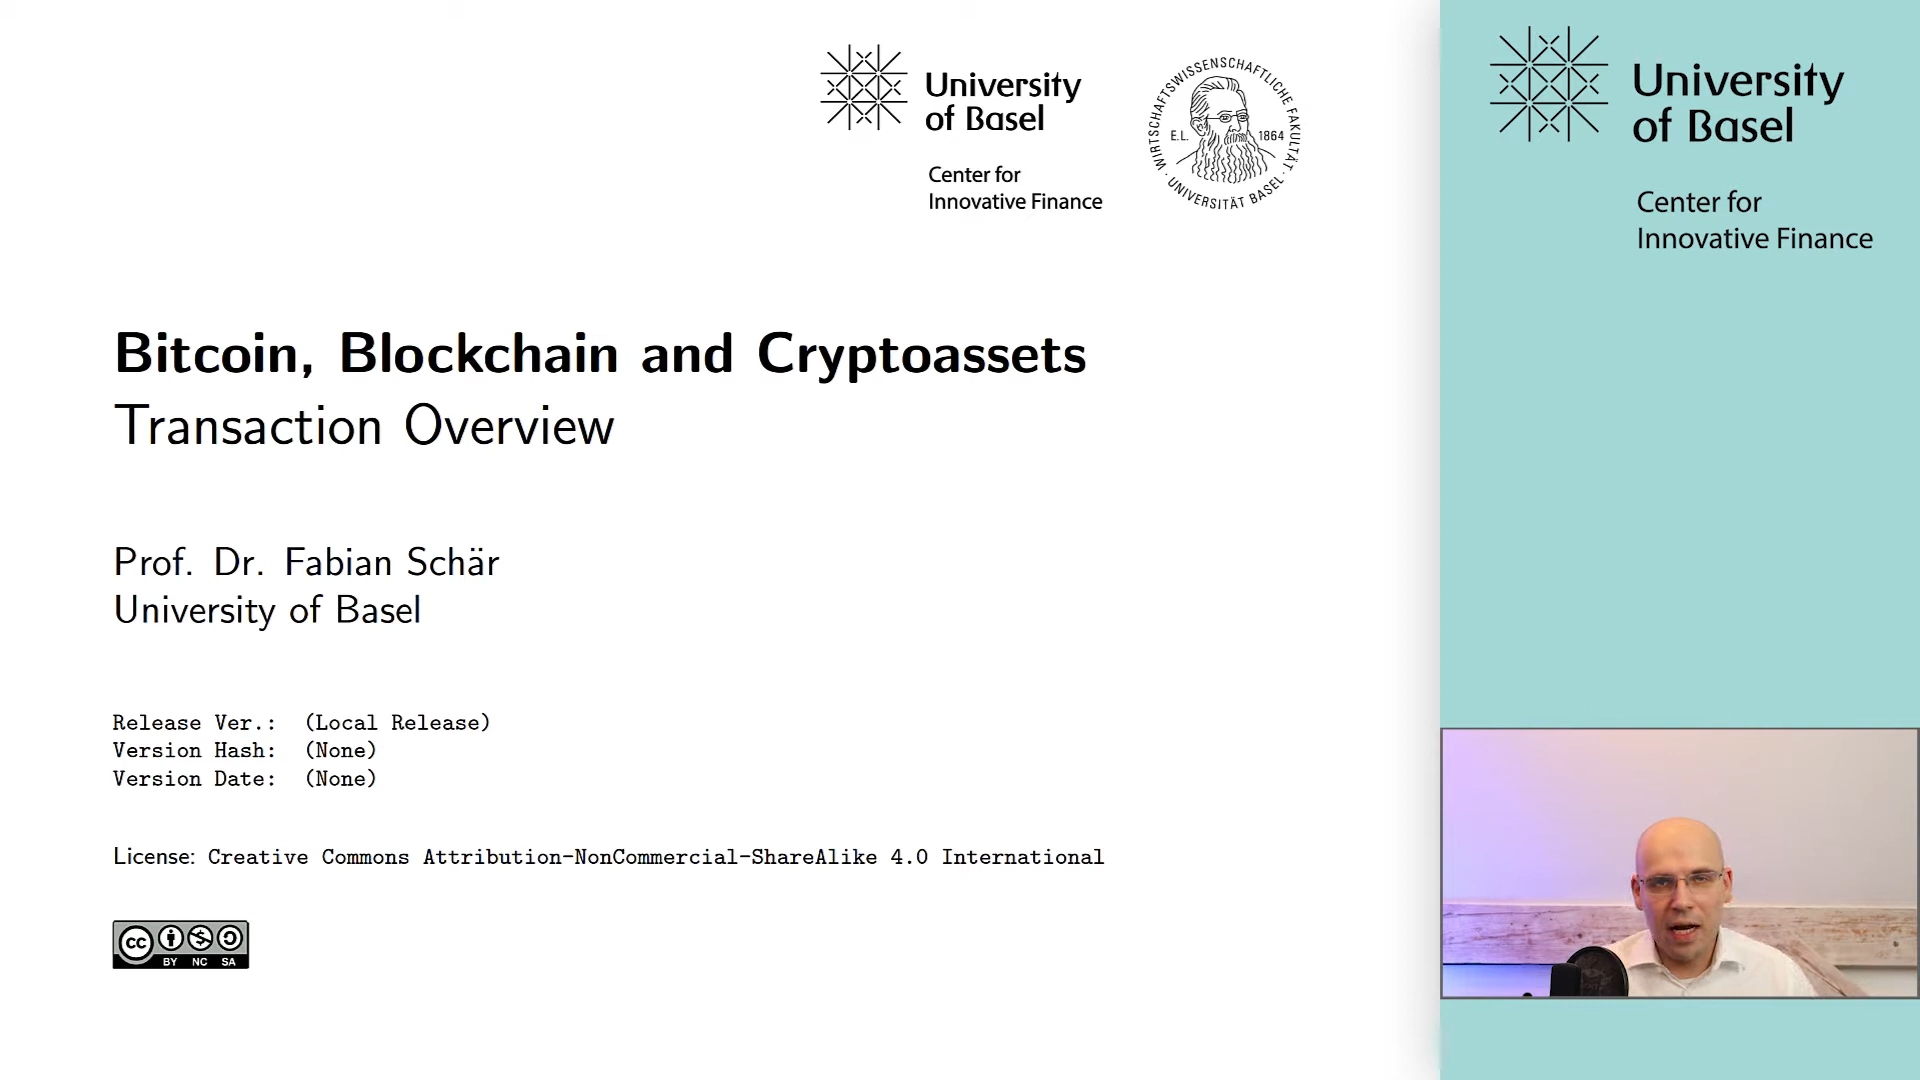 University
of Basel
Center for
Innovative Finance
WIRTSCHAFTSWISSENSCHAFTLICHE FAKULTÄT
E.L. 1864
· UNIVERSITÄT BASEL ·
University
of Basel
Center for
Innovative Finance
Bitcoin, Blockchain and Cryptoassets
Transaction Overview
Prof. Dr. Fabian Schär
University of Basel
Release Ver.: (Local Release)
Version Hash: (None)
Version Date: (None)
License: Creative Commons Attribution-NonCommercial-ShareAlike 4.0 International
cc
BY NC SA